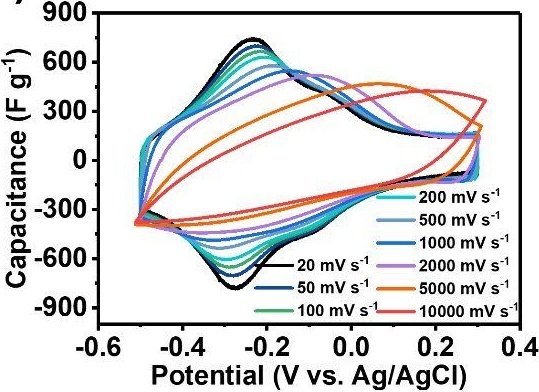 900
600
300
0
-300
-600
-900
Capacitance (F g⁻¹)
200 mV s⁻¹
500 mV s⁻¹
1000 mV s⁻¹
20 mV s⁻¹
2000 mV s⁻¹
50 mV s⁻¹
5000 mV s⁻¹
100 mV s⁻¹
10000 mV s⁻¹
-0.6
-0.4
-0.2
0.0
0.2
0.4
Potential (V vs. Ag/AgCl)